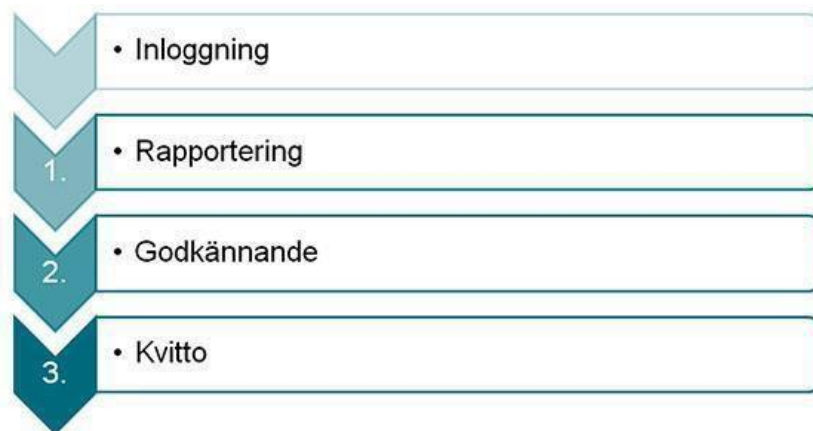 • Inloggning
1. • Rapportering
2. • Godkännande
3. • Kvitto